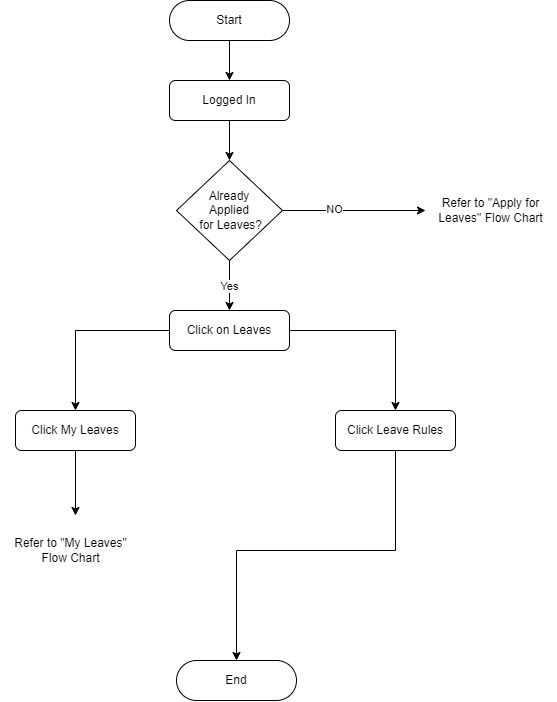 Start
Logged In
Already
Applied
for Leaves?
NO
Refer to "Apply for
Leaves" Flow Chart
Yes
Click on Leaves
Click My Leaves
Click Leave Rules
Refer to "My Leaves"
Flow Chart
End